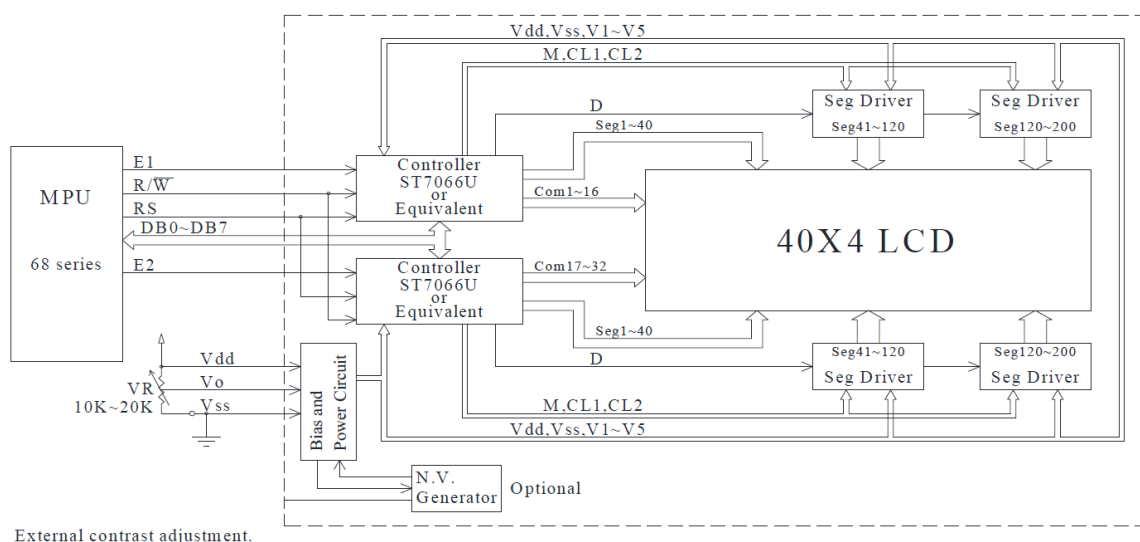 Vdd,Vss,V1~V5
M,CL1,CL2
D
Seg Driver
Seg41~120
Seg Driver
Seg120~200
Seg1~40
MPU
68 series
E1
R/W̅
RS
DB0~DB7
E2
Controller
ST7066U
or
Equivalent
Com1~16
40X4 LCD
Controller
ST7066U
or
Equivalent
Com17~32
Seg1~40
D
Seg41~120
Seg Driver
Seg120~200
Seg Driver
Vdd
Vo
Vss
VR
10K~20K
Bias and
Power Circuit
M,CL1,CL2
Vdd,Vss,V1~V5
N.V.
Generator
Optional
External contrast adjustment.